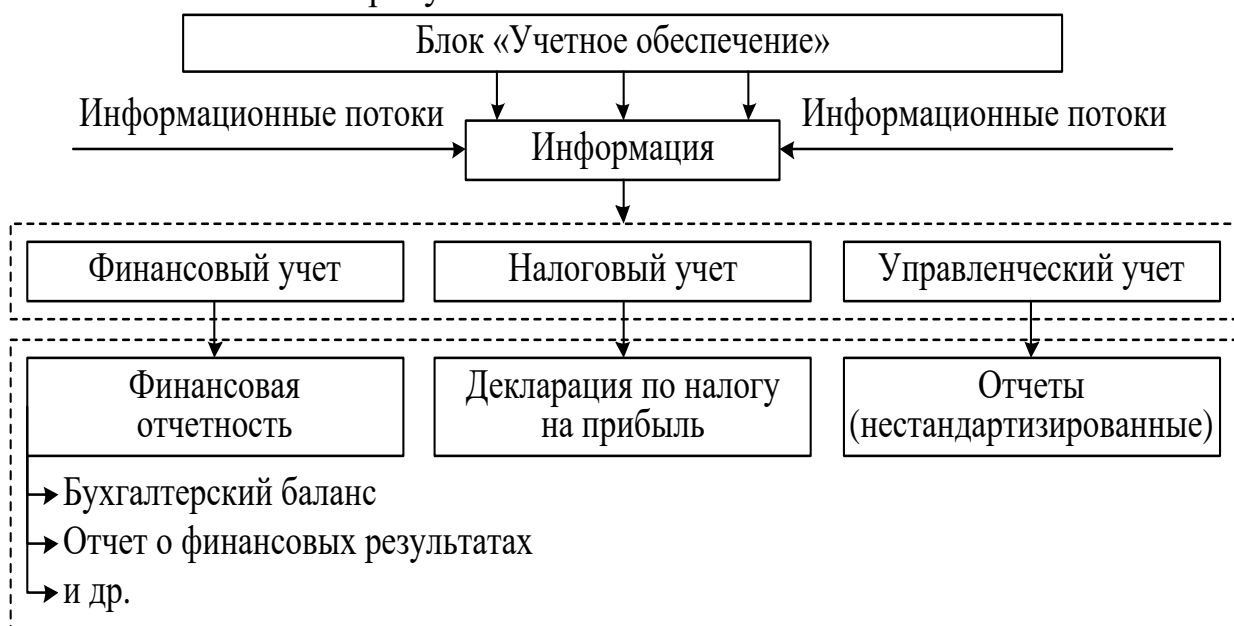 Блок «Учетное обеспечение»
Информационные потоки
Информационные потоки
Информация
Финансовый учет
Налоговый учет
Управленческий учет
Финансовая
отчетность
Декларация по налогу
на прибыль
Отчеты
(нестандартизированные)
Бухгалтерский баланс
Отчет о финансовых результатах
и др.